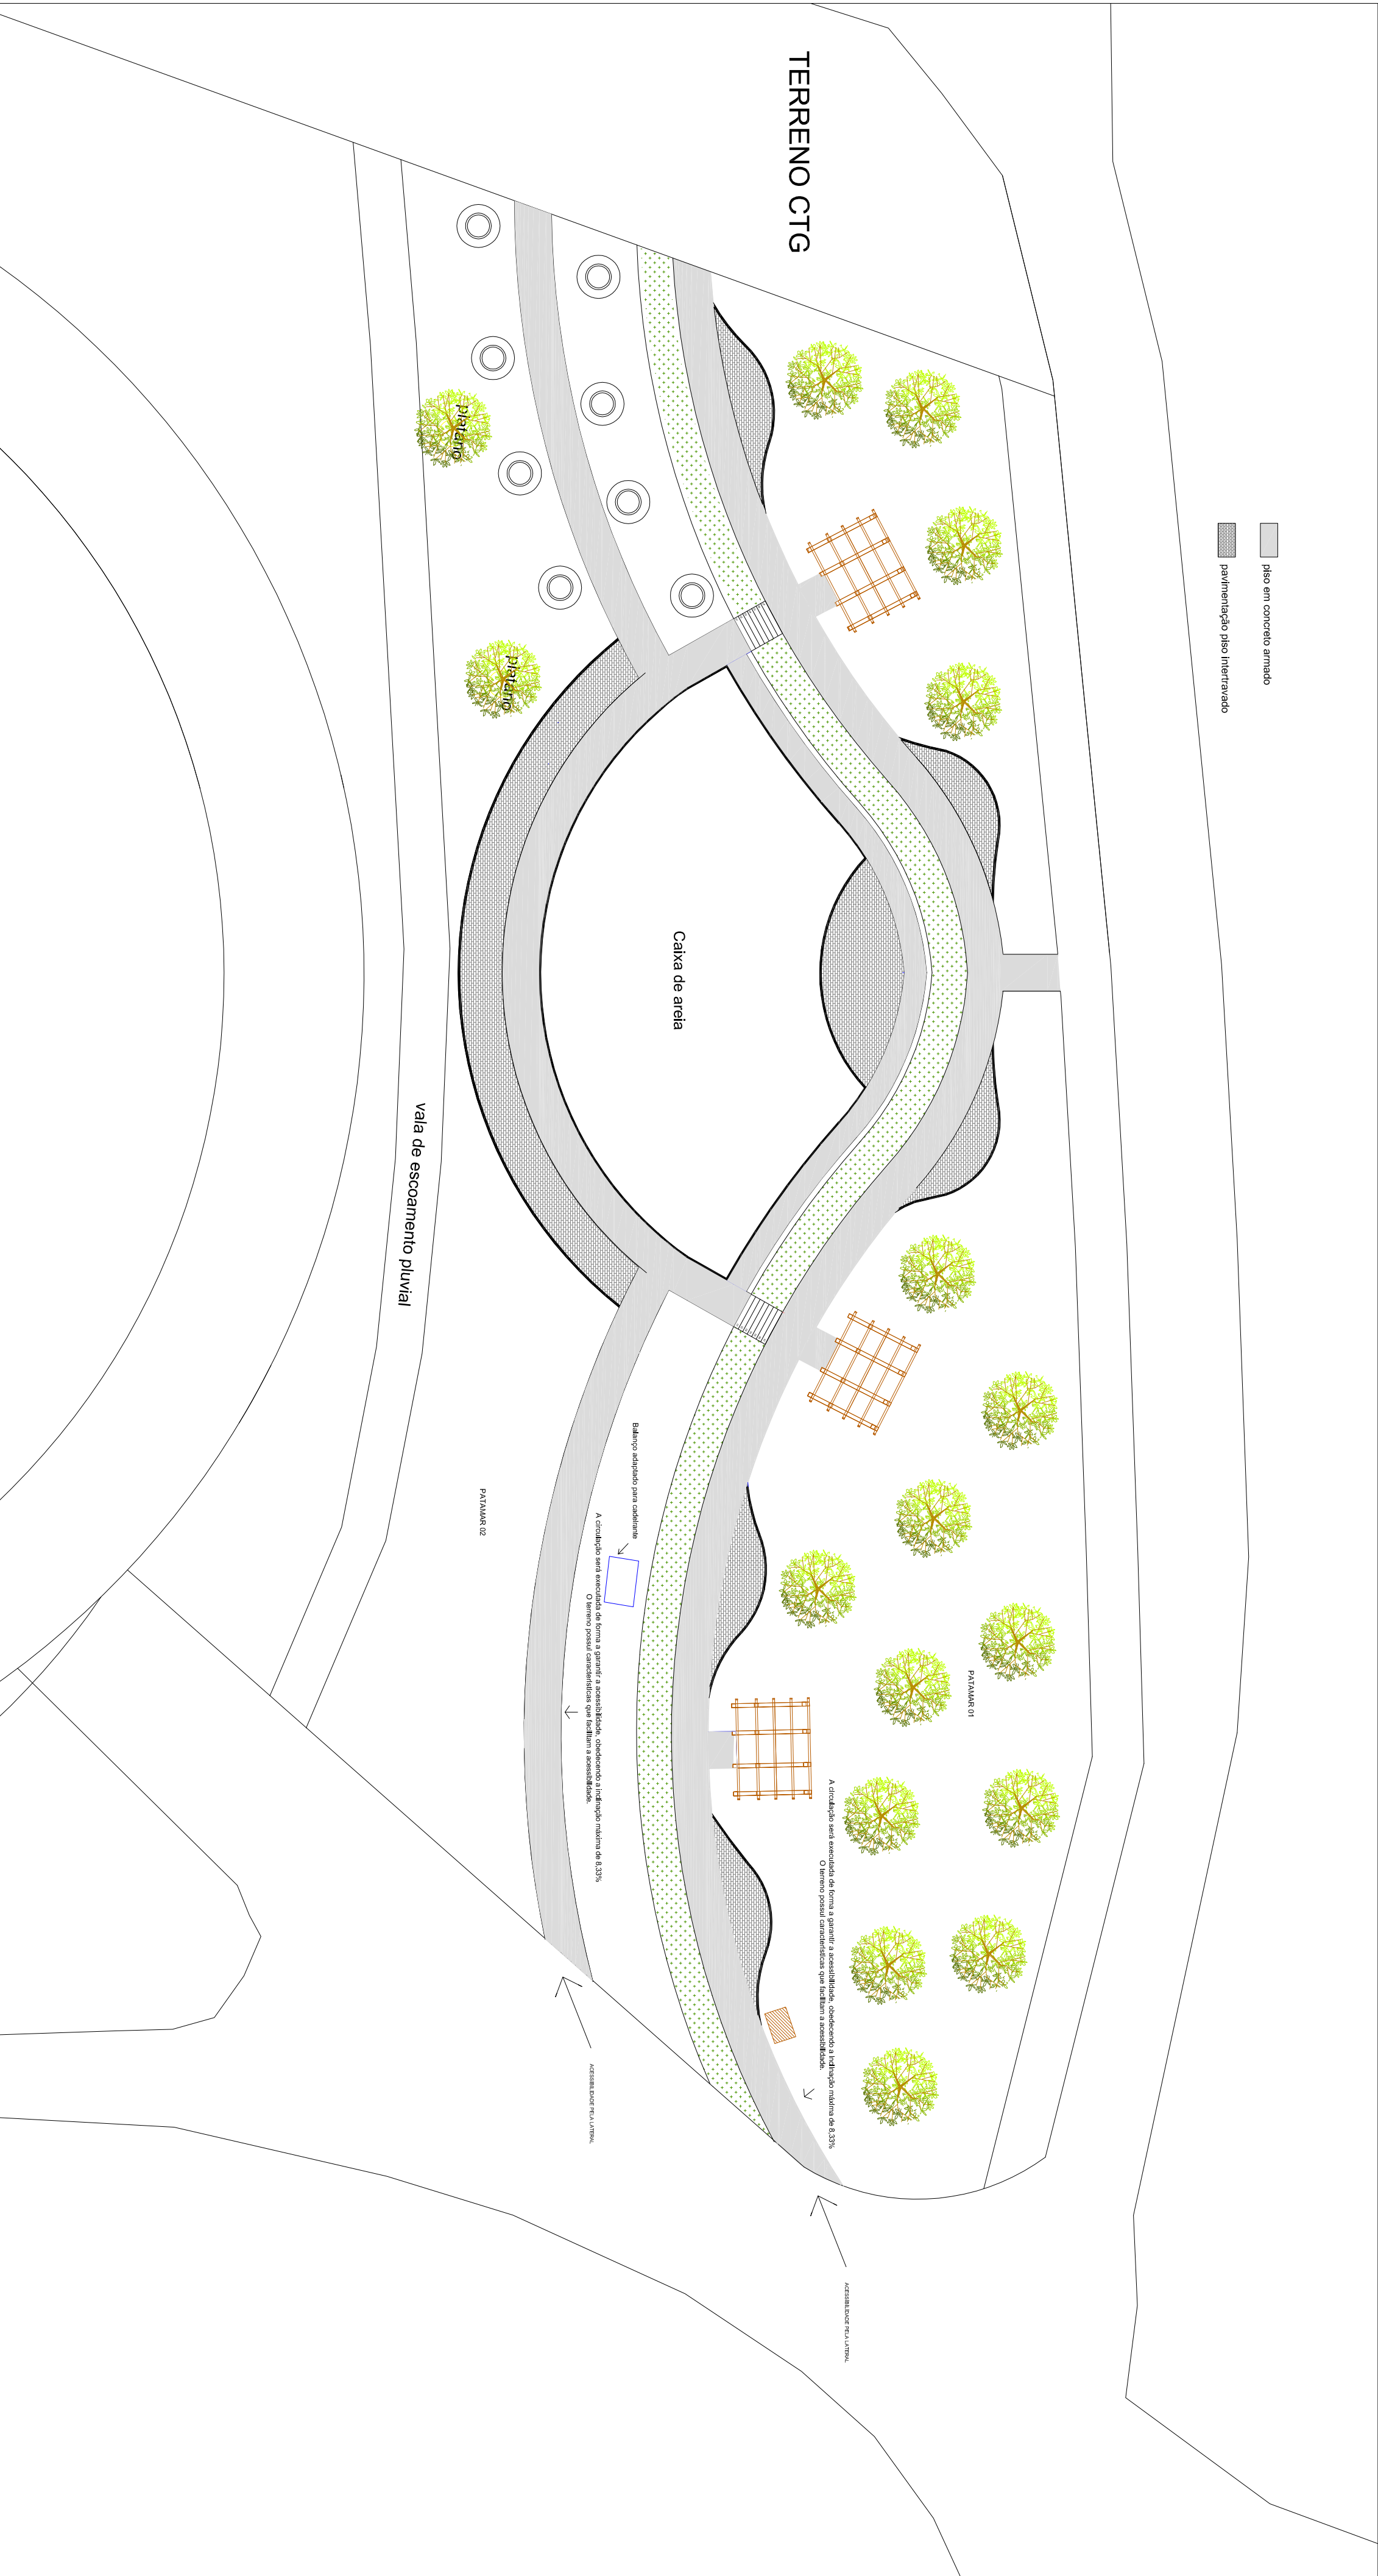 piso em concreto armado
pavimentação piso intertravado
TERRENO CTG
platano
platano
Caixa de areia
vala de escoamento pluvial
PATAMAR 01
PATAMAR 02
Balanço adaptado para cadeirante
A circulação será executada de forma a garantir a acessibilidade, obedecendo a inclinação máxima de 8,33%
O terreno possui características que facilitam a acessibilidade.
A circulação será executada de forma a garantir a acessibilidade, obedecendo a inclinação máxima de 8,33%
O terreno possui características que facilitam a acessibilidade.
ACESSIBILIDADE PELA LATERAL
ACESSIBILIDADE PELA LATERAL